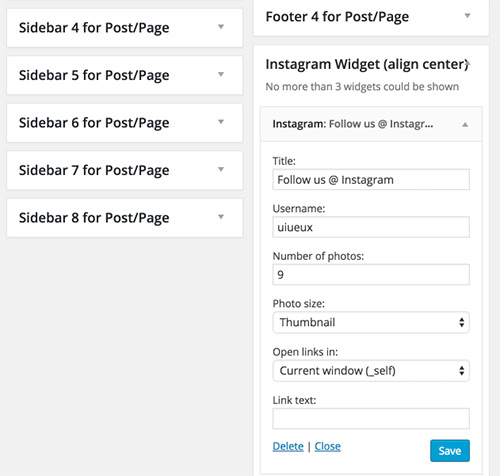 Sidebar 4 for Post/Page
Sidebar 5 for Post/Page
Sidebar 6 for Post/Page
Sidebar 7 for Post/Page
Sidebar 8 for Post/Page
Footer 4 for Post/Page
Instagram Widget (align center)
No more than 3 widgets could be shown
Instagram: Follow us @ Instagr...
Title:
Follow us @ Instagram
Username:
uiueux
Number of photos:
9
Photo size:
Thumbnail
Open links in:
Current window (_self)
Link text:
Delete | Close
Save